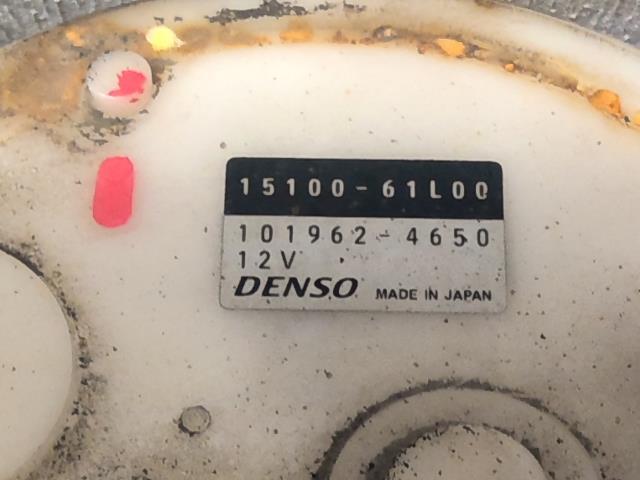 15100-61L00
101962-4650
12V
DENSO MADE IN JAPAN